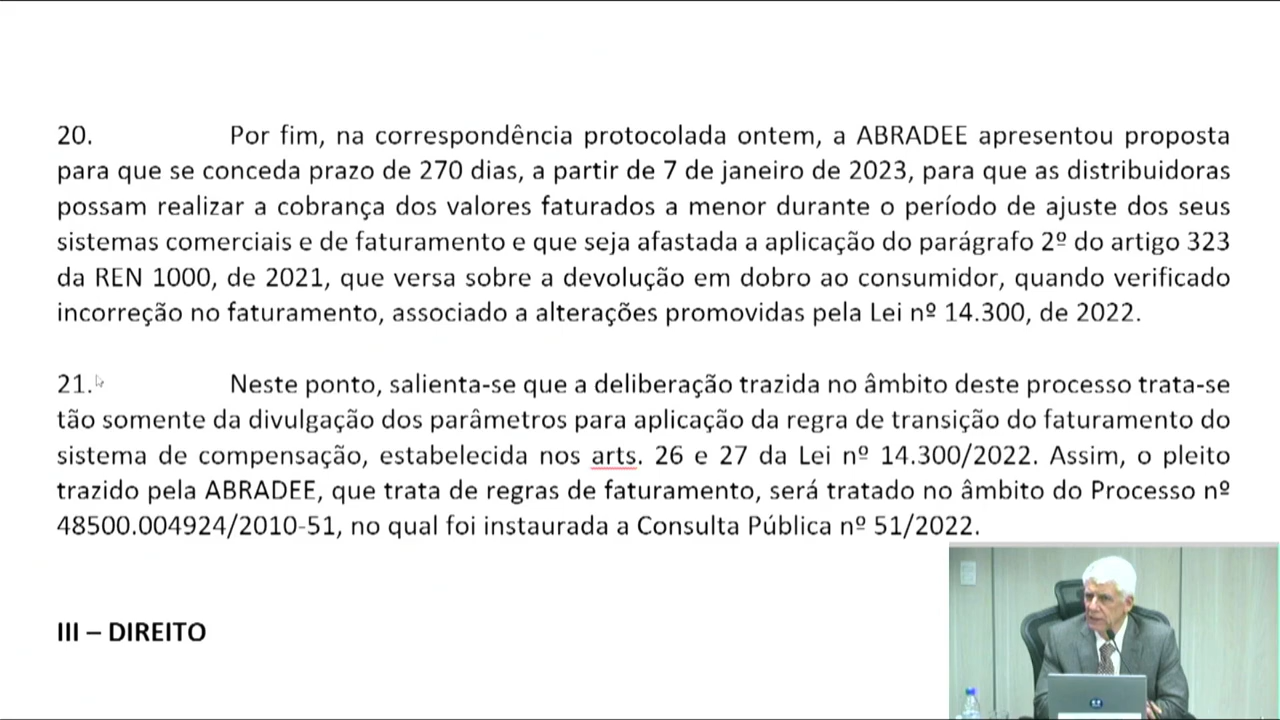 20. Por fim, na correspondência protocolada ontem, a ABRADEE apresentou proposta
para que se conceda prazo de 270 dias, a partir de 7 de janeiro de 2023, para que as distribuidoras
possam realizar a cobrança dos valores faturados a menor durante o período de ajuste dos seus
sistemas comerciais e de faturamento e que seja afastada a aplicação do parágrafo 2º do artigo 323
da REN 1000, de 2021, que versa sobre a devolução em dobro ao consumidor, quando verificado
incorreção no faturamento, associado a alterações promovidas pela Lei nº 14.300, de 2022.
21. Neste ponto, salienta-se que a deliberação trazida no âmbito deste processo trata-se
tão somente da divulgação dos parâmetros para aplicação da regra de transição do faturamento do
sistema de compensação, estabelecida nos arts. 26 e 27 da Lei nº 14.300/2022. Assim, o pleito
trazido pela ABRADEE, que trata de regras de faturamento, será tratado no âmbito do Processo nº
48500.004924/2010-51, no qual foi instaurada a Consulta Pública nº 51/2022.
III – DIREITO